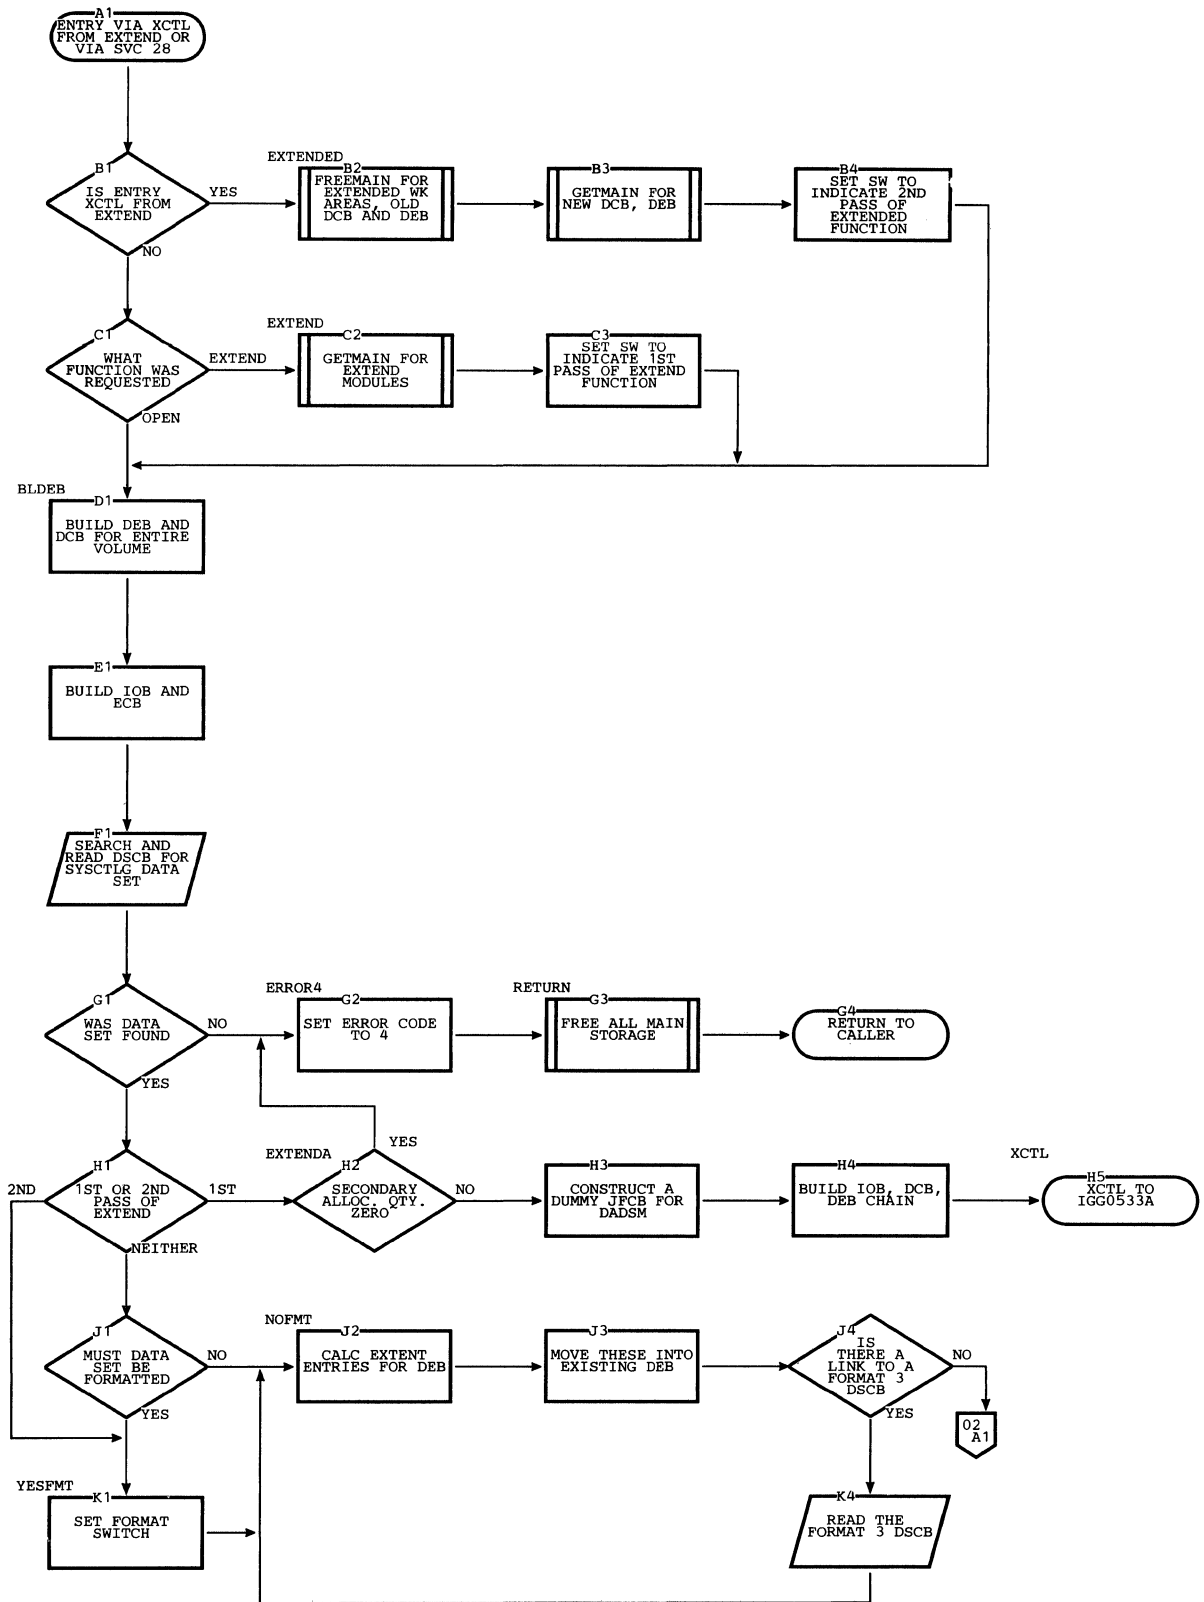 A1
ENTRY VIA XCTL
FROM EXTEND OR
VIA SVC 28
B1
IS ENTRY
XCTL FROM
EXTEND
YES
NO
EXTENDED
B2
FREEMAIN FOR
EXTENDED WK
AREAS, OLD
DCB AND DEB
B3
GETMAIN FOR
NEW DCB, DEB
B4
SET SW TO
INDICATE 2ND
PASS OF
EXTENDED
FUNCTION
C1
WHAT
FUNCTION WAS
REQUESTED
EXTEND
OPEN
EXTEND
C2
GETMAIN FOR
EXTEND
MODULES
C3
SET SW TO
INDICATE 1ST
PASS OF EXTEND
FUNCTION
BLDEB
D1
BUILD DEB AND
DCB FOR ENTIRE
VOLUME
E1
BUILD IOB AND
ECB
F1
SEARCH AND
READ DSCB FOR
SYSCTLG DATA
SET
G1
WAS DATA
SET FOUND
NO
YES
ERROR4
G2
SET ERROR CODE
TO 4
RETURN
G3
FREE ALL MAIN
STORAGE
G4
RETURN TO
CALLER
H1
1ST OR 2ND
PASS OF
EXTEND
2ND
1ST
NEITHER
EXTENDA
H2
SECONDARY
ALLOC. QTY.
ZERO
YES
NO
H3
CONSTRUCT A
DUMMY JFCB FOR
DADSM
H4
BUILD IOB, DCB,
DEB CHAIN
XCTL
H5
XCTL TO
IGG0533A
J1
MUST DATA
SET BE
FORMATTED
NO
YES
NOFMT
J2
CALC EXTENT
ENTRIES FOR DEB
J3
MOVE THESE INTO
EXISTING DEB
J4
IS
THERE A
LINK TO A
FORMAT 3
DSCB
NO
YES
02
A1
YESFMT
K1
SET FORMAT
SWITCH
K4
READ THE
FORMAT 3 DSCB